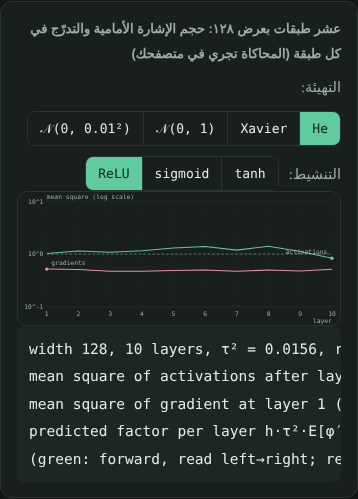 عشر طبقات بعرض ١٢٨: حجم الإشارة الأمامية والتدرّج في
كل طبقة (المحاكاة تجري في متصفحك)
التهيئة:
He Xavier 𝒩(0, 1) 𝒩(0, 0.01²)
التنشيط:
ReLU sigmoid tanh
mean square (log scale)
10^1
10^0
10^-1
activations
gradients
1 2 3 4 5 6 7 8 9 10
layer
width 128, 10 layers, τ² = 0.0156,
mean square of activations after
mean square of gradient at layer 1 (
predicted factor per layer h·τ²·E[φ′
(green: forward, read left→right;